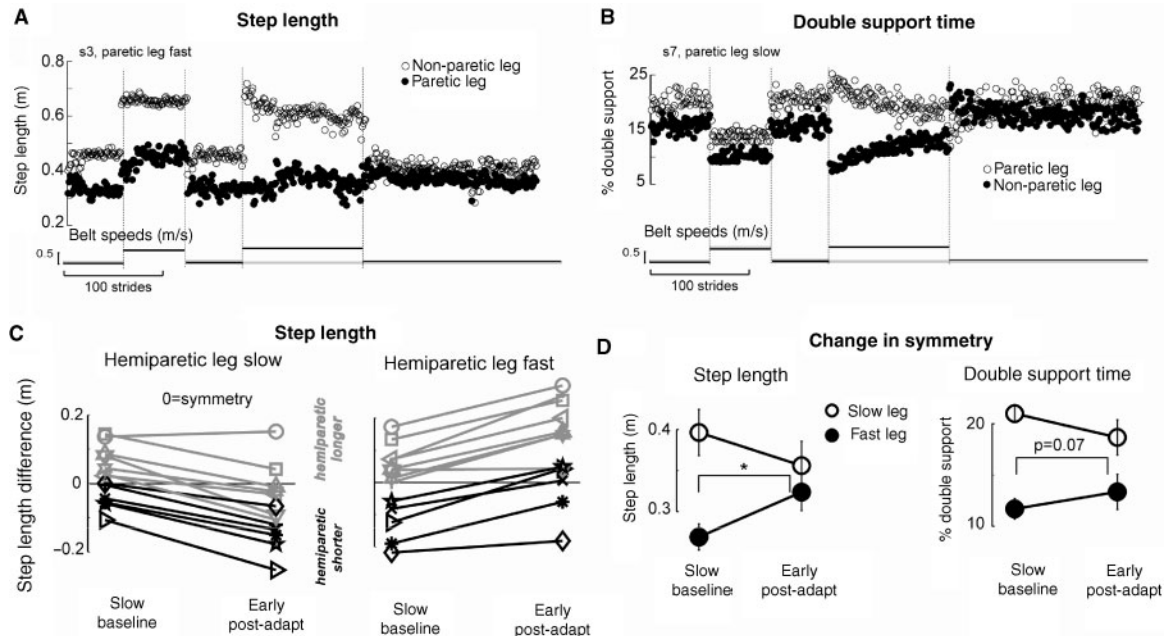 A
Step length
s3, paretic leg fast
Non-paretic leg
Paretic leg
Step length (m)
0.8
0.6
0.4
0.2
Belt speeds (m/s)
0.5
100 strides
B
Double support time
s7, paretic leg slow
% double support
25
15
5
Paretic leg
Non-paretic leg
Belt speeds (m/s)
0.5
100 strides
C
Step length
Hemiparetic leg slow
Hemiparetic leg fast
0=symmetry
Step length difference (m)
0.2
0
−0.2
hemiparetic
longer
hemiparetic
shorter
Slow
baseline
Early
post-adapt
Slow
baseline
Early
post-adapt
D
Change in symmetry
Step length
Double support time
Slow leg
Fast leg
Step length (m)
0.4
0.3
*
% double support
20
10
p=0.07
Slow
baseline
Early
post-adapt
Slow
baseline
Early
post-adapt